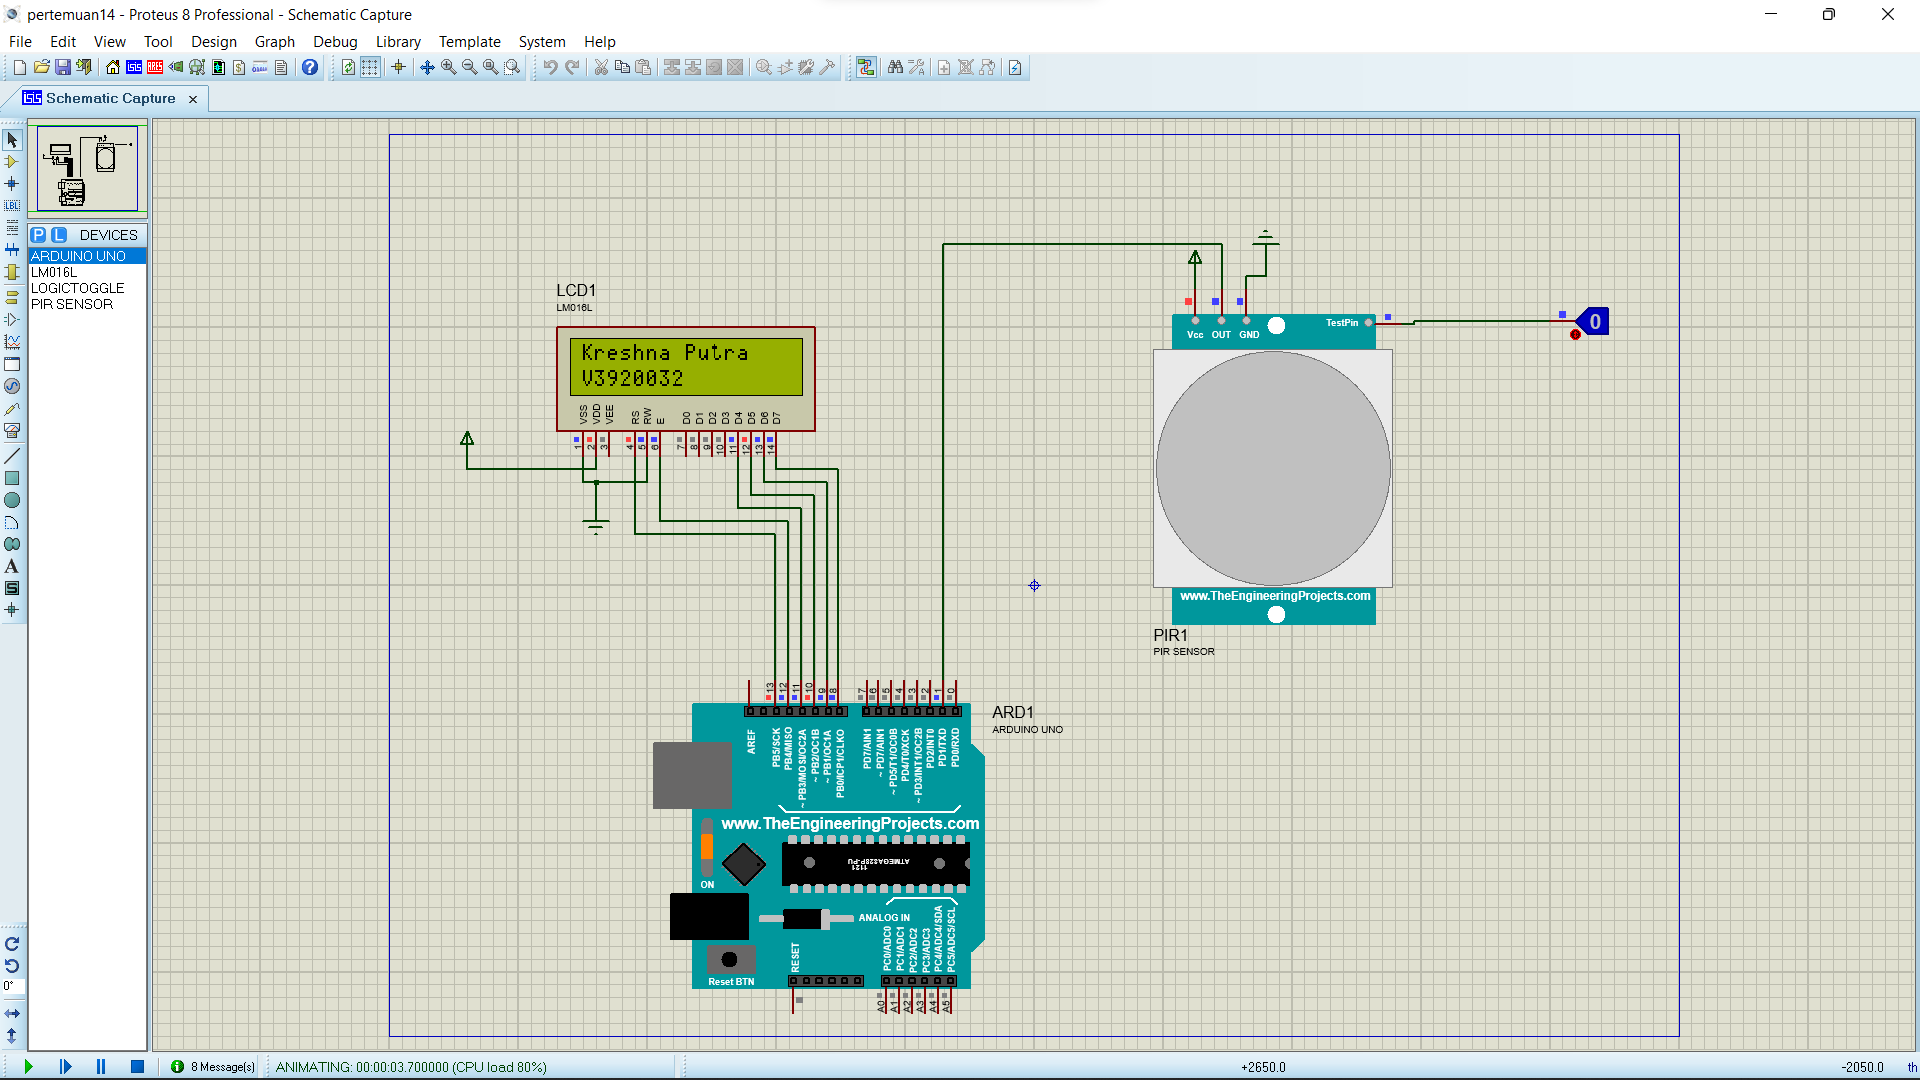 pertemuan14 - Proteus 8 Professional - Schematic Capture
File Edit View Tool Design Graph Debug Library Template System Help
Schematic Capture
P L DEVICES
ARDUINO UNO
LM016L
LOGICTOGGLE
PIR SENSOR
LBL
A
S
0°
LCD1
LM016L
Kreshna Putra
V3920032
VSS VDD VEE RS RW E D0 D1 D2 D3 D4 D5 D6 D7
1 2 3 4 5 6 7 8 9 10 11 12 13 14
Vcc OUT GND TestPin
0
www.TheEngineeringProjects.com
PIR1
PIR SENSOR
13 12 11 10 9 8 7 6 5 4 3 2 1 0
ARD1
ARDUINO UNO
AREF
PB5/SCK
PB4/MISO
~ PB3/MOSI/OC2A
~ PB2/OC1B
~ PB1/OC1A
PB0/ICP1/CLKO
PD7/AIN1
~ PD7/AIN1
~ PD5/T1/OC0B
PD4/T0/XCK
~ PD3/INT1/OC2B
PD2/INT0
PD1/TXD
PD0/RXD
www.TheEngineeringProjects.com
ATMEGA328P-PU
1121
ON
ANALOG IN
RESET
PC0/ADC0
PC1/ADC1
PC2/ADC2
PC3/ADC3
PC4/ADC4/SDA
PC5/ADC5/SCL
Reset BTN
A0 A1 A2 A3 A4 A5
8 Message(s) ANIMATING: 00:00:03.700000 (CPU load 80%) +2650.0 -2050.0 th